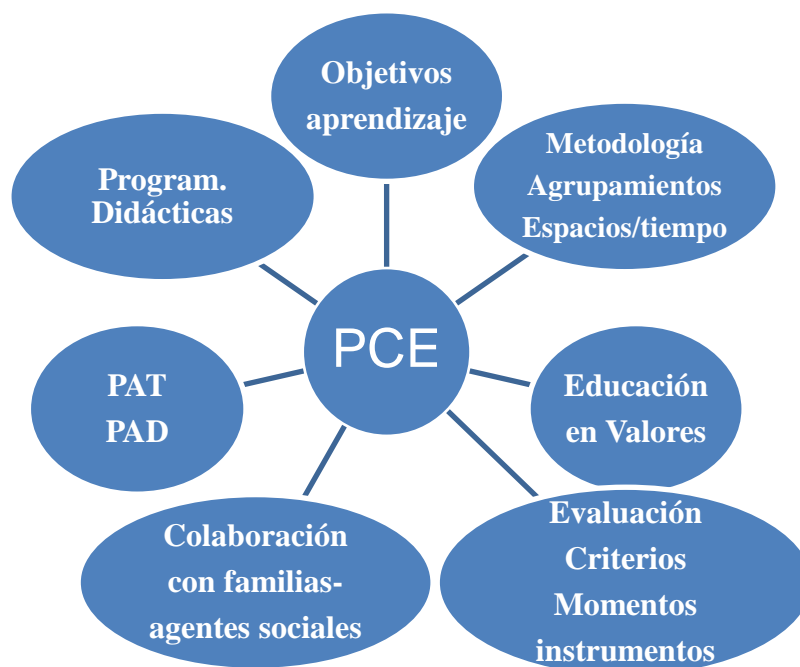 Objetivos
aprendizaje
Metodología
Agrupamientos
Espacios/tiempo
Program.
Didácticas
PCE
PAT
PAD
Educación
en Valores
Colaboración
con familias-
agentes sociales
Evaluación
Criterios
Momentos
instrumentos